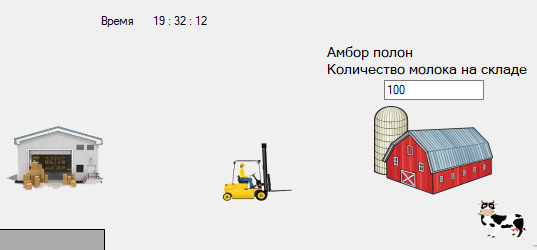 Время 19 : 32 : 12
Амбор полон
Количество молока на складе
100